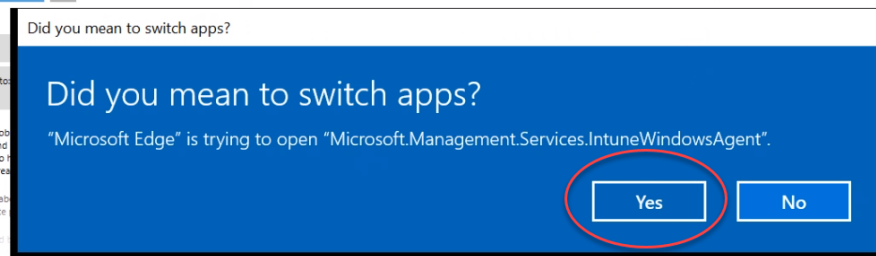 Did you mean to switch apps?
Did you mean to switch apps?
“Microsoft Edge” is trying to open “Microsoft.Management.Services.IntuneWindowsAgent”.
Yes
No